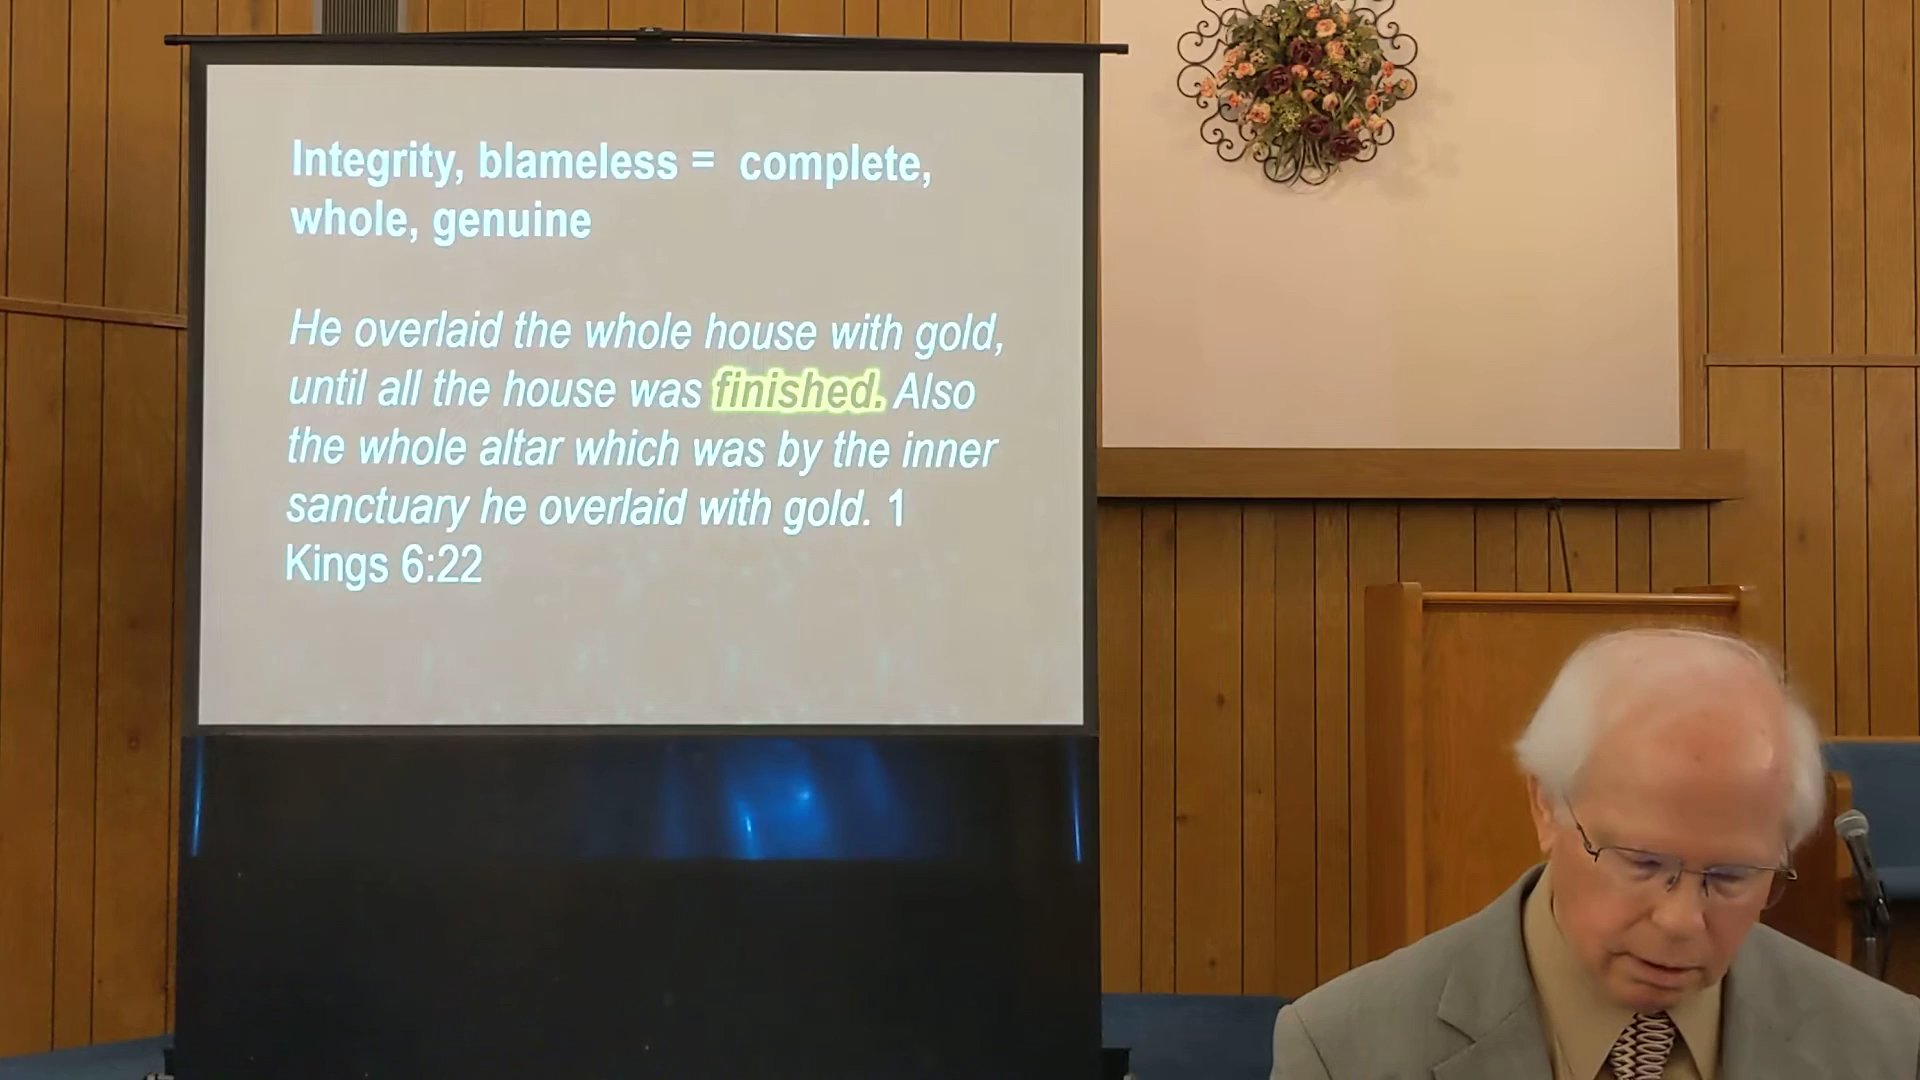 Integrity, blameless = complete,
whole, genuine
He overlaid the whole house with gold,
until all the house was finished. Also
the whole altar which was by the inner
sanctuary he overlaid with gold. 1
Kings 6:22